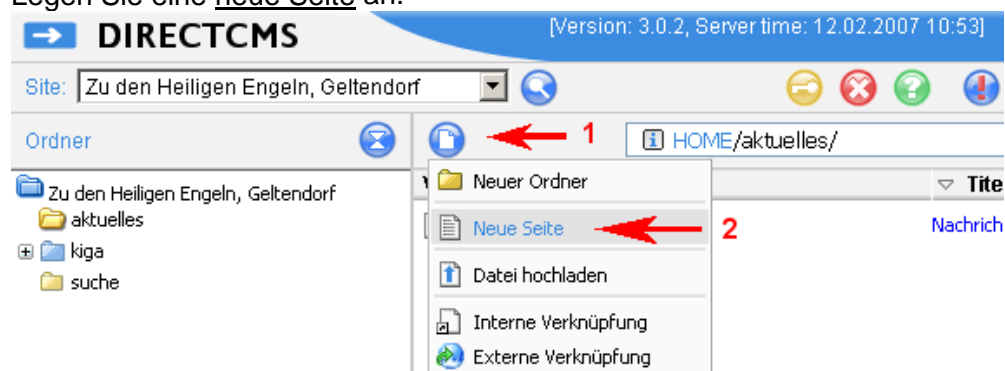 Legen Sie eine neue Seite an.
DIRECTCMS
[Version: 3.0.2, Server time: 12.02.2007 10:53]
Site: Zu den Heiligen Engeln, Geltendorf
Ordner
1
HOME/aktuelles/
Zu den Heiligen Engeln, Geltendorf
aktuelles
kiga
suche
Neuer Ordner
Tite
Neue Seite
2
Nachrich
Datei hochladen
Interne Verknüpfung
Externe Verknüpfung